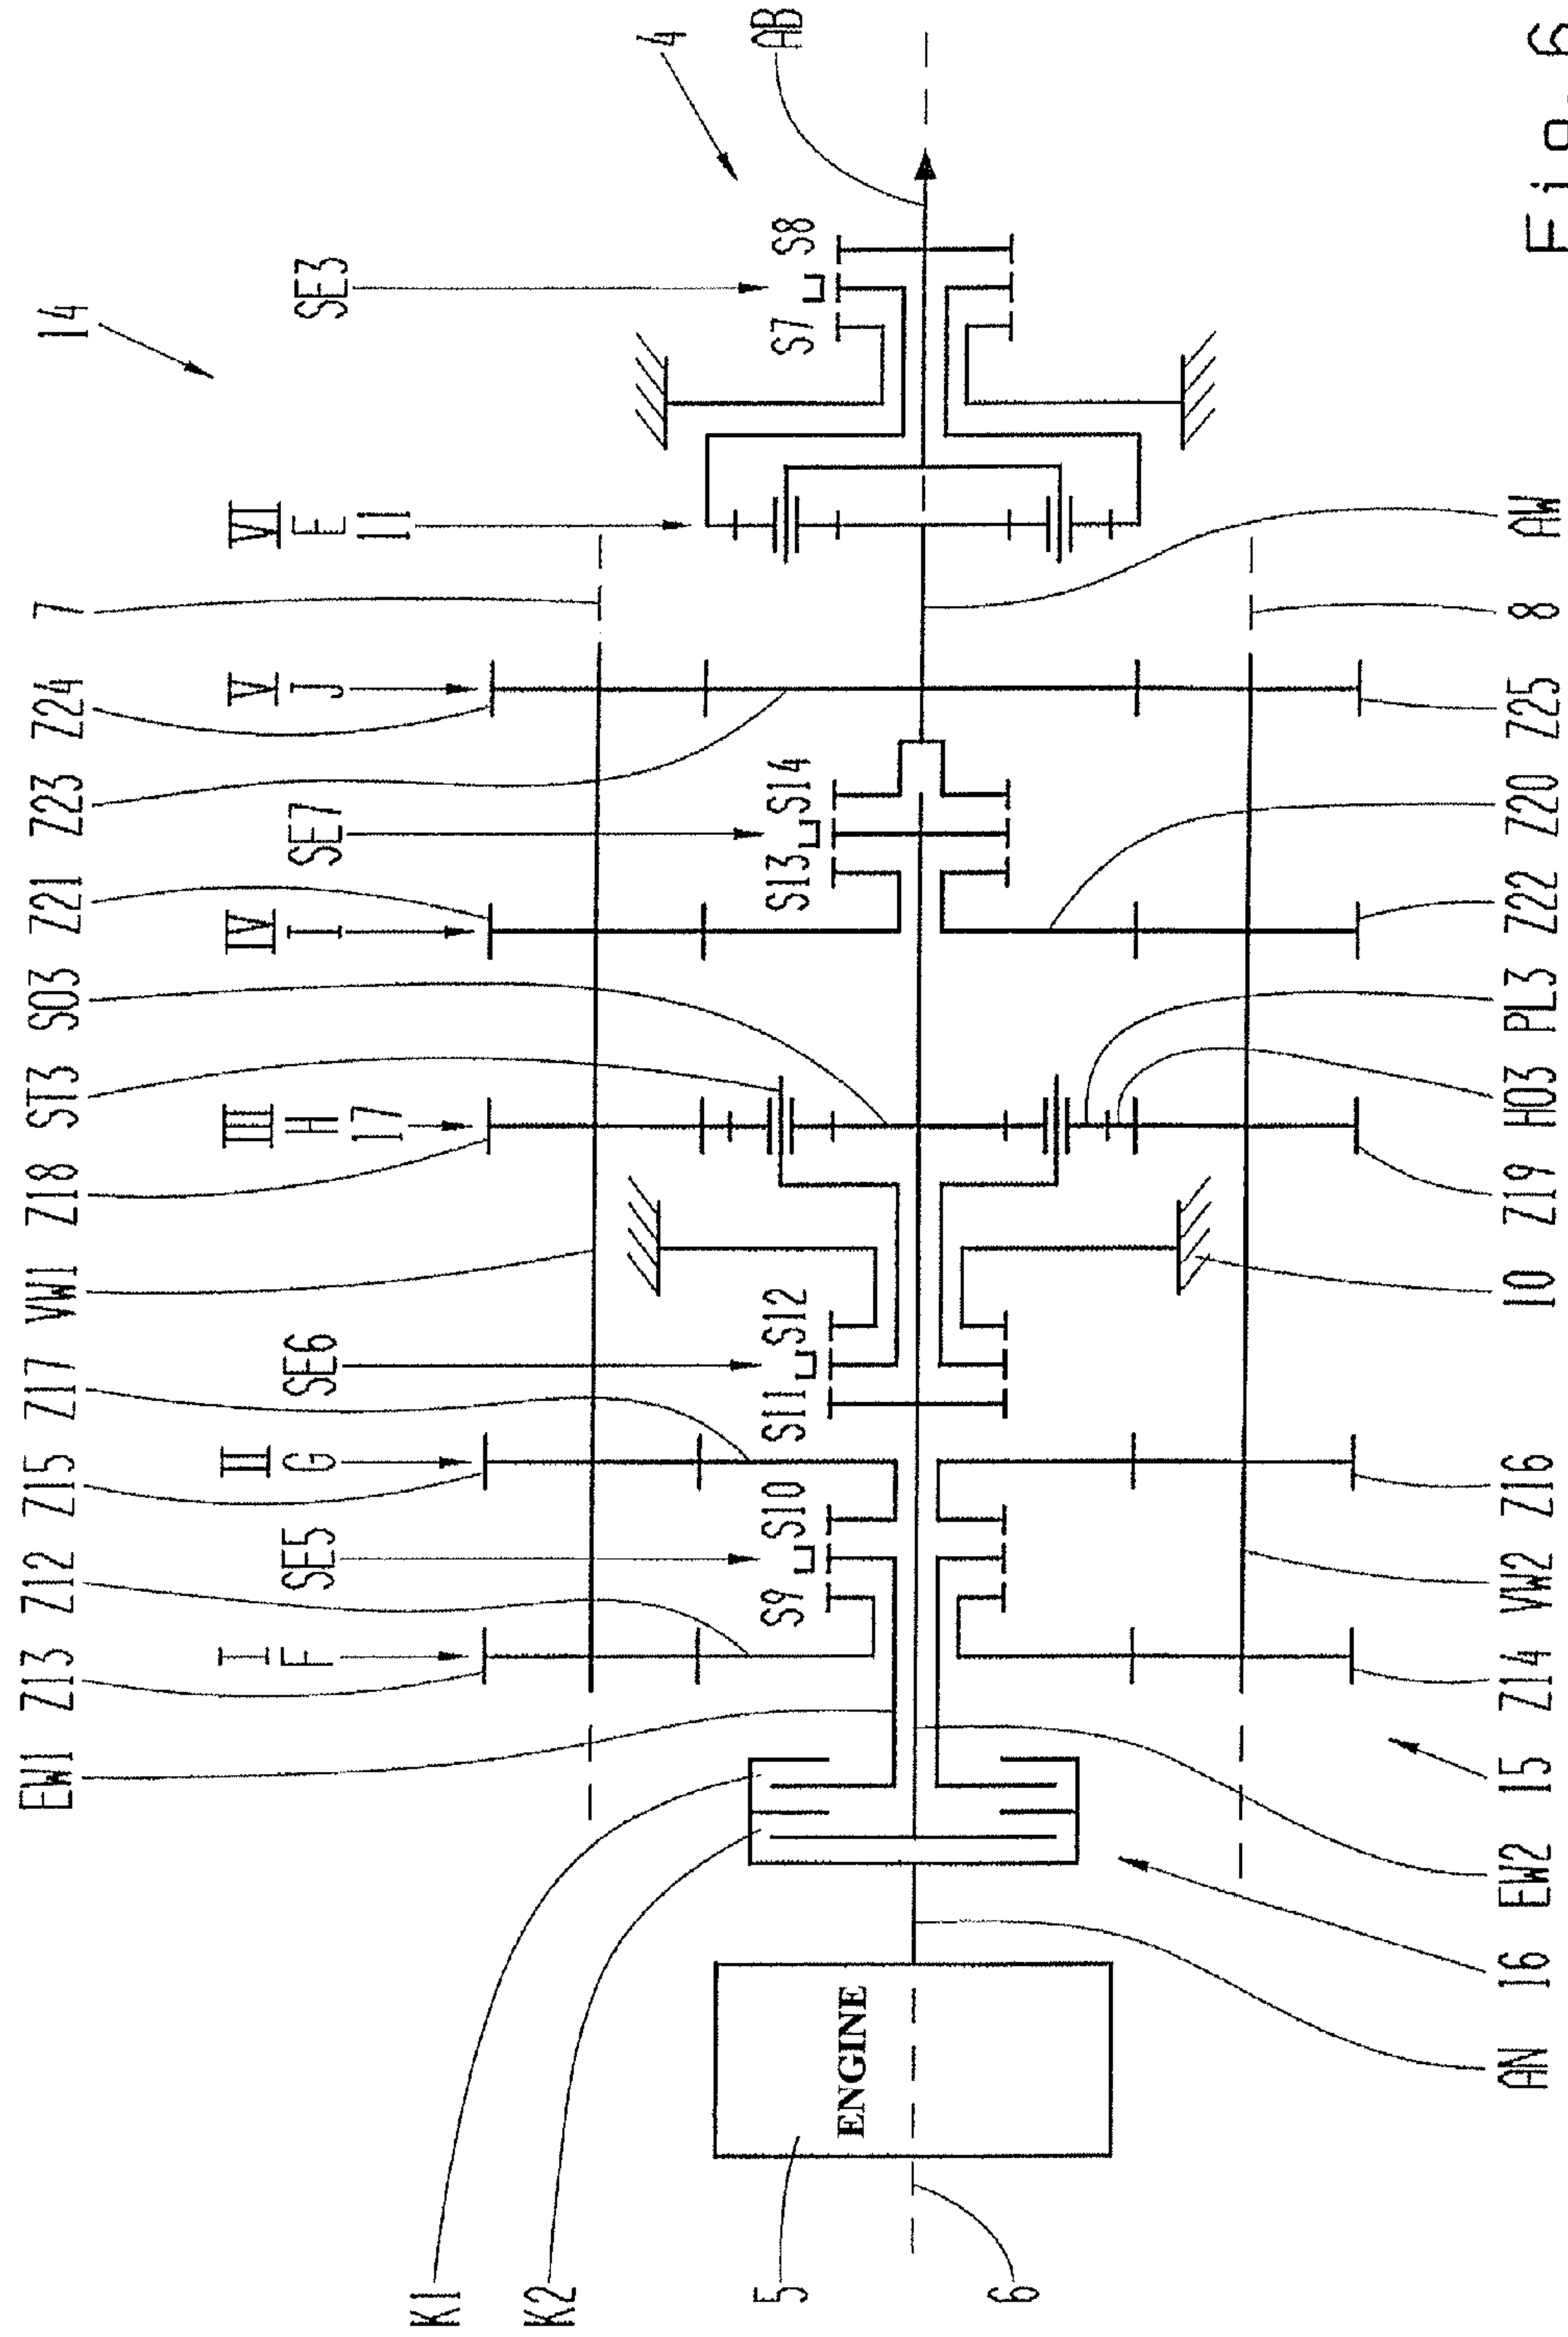 14
4
AB
SE3
S7
S8
VI
E
11
EW1 Z13 Z12 Z15 Z17 VW1 Z18 ST3 S03 Z21 Z23 Z24 7
I
F
SE5
II
G
SE6
III
H
17
IV
I
SE7
V
J
S9
S10
S11
S12
S13
S14
K1
K2
ENGINE
5
6
AN 16 EW2 15 Z14 VW2 Z16 10 Z19 H03 PL3 Z22 Z20 Z25 8 AW
Fig. 6